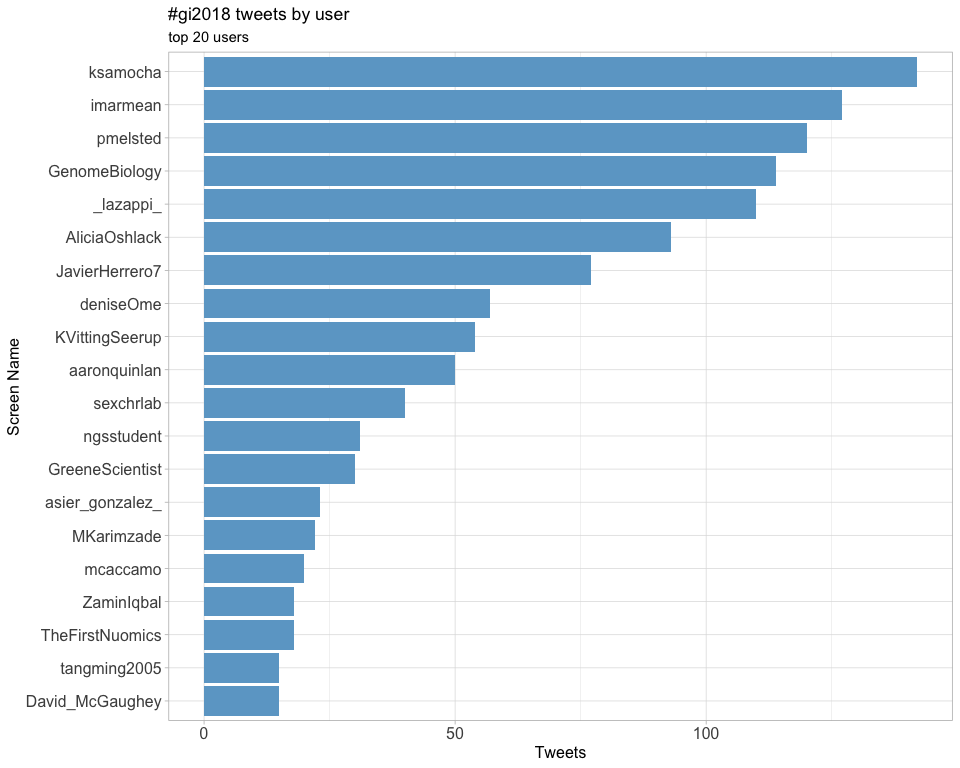 #gi2018 tweets by user
top 20 users
Screen Name
ksamocha
imarmean
pmelsted
GenomeBiology
_lazappi_
AliciaOshlack
JavierHerrero7
deniseOme
KVittingSeerup
aaronquinlan
sexchrlab
ngsstudent
GreeneScientist
asier_gonzalez_
MKarimzade
mcaccamo
ZaminIqbal
TheFirstNuomics
tangming2005
David_McGaughey
0 50 100
Tweets